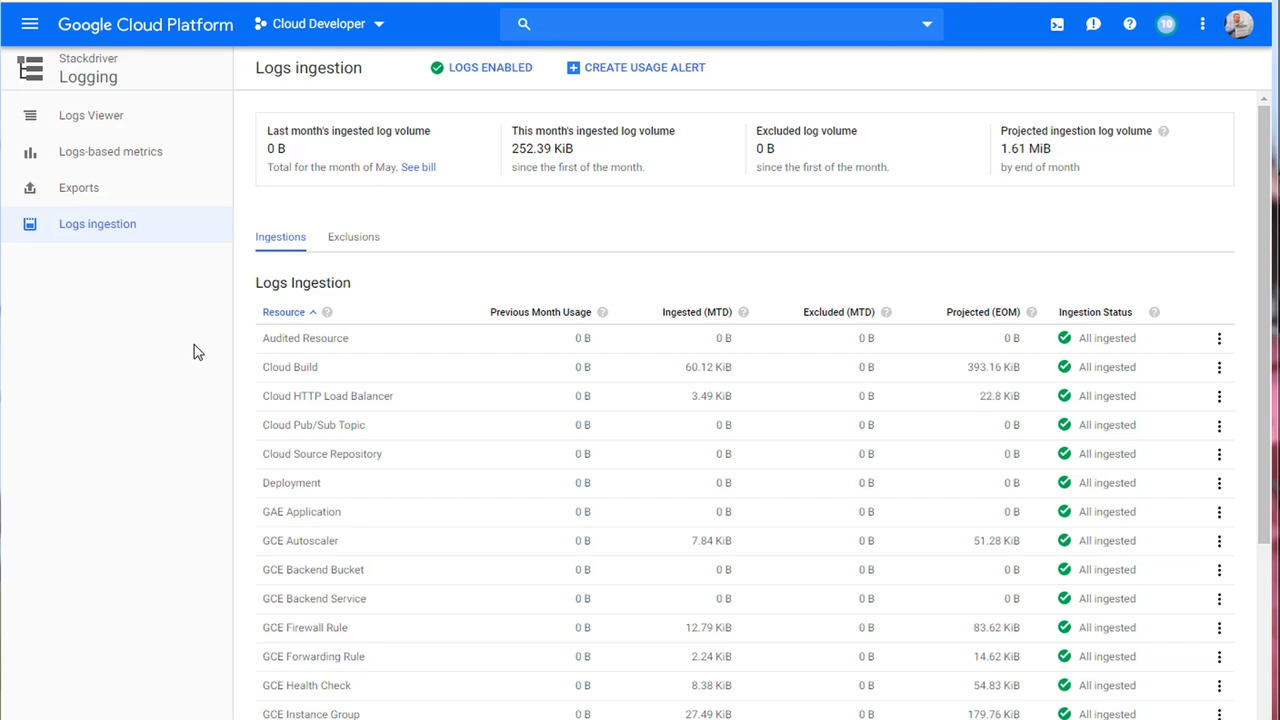 Google Cloud Platform
Cloud Developer
10
Stackdriver
Logging
Logs Viewer
Logs-based metrics
Exports
Logs ingestion
Logs ingestion
LOGS ENABLED
CREATE USAGE ALERT
Last month's ingested log volume
0 B
Total for the month of May. See bill
This month's ingested log volume
252.39 KiB
since the first of the month.
Excluded log volume
0 B
since the first of the month.
Projected ingestion log volume
1.61 MiB
by end of month
Ingestions Exclusions
Logs Ingestion
Resource Previous Month Usage Ingested (MTD) Excluded (MTD) Projected (EOM) Ingestion Status
Audited Resource 0 B 0 B 0 B 0 B All ingested
Cloud Build 0 B 60.12 KiB 0 B 393.16 KiB All ingested
Cloud HTTP Load Balancer 0 B 3.49 KiB 0 B 22.8 KiB All ingested
Cloud Pub/Sub Topic 0 B 0 B 0 B 0 B All ingested
Cloud Source Repository 0 B 0 B 0 B 0 B All ingested
Deployment 0 B 0 B 0 B 0 B All ingested
GAE Application 0 B 0 B 0 B 0 B All ingested
GCE Autoscaler 0 B 7.84 KiB 0 B 51.28 KiB All ingested
GCE Backend Bucket 0 B 0 B 0 B 0 B All ingested
GCE Backend Service 0 B 0 B 0 B 0 B All ingested
GCE Firewall Rule 0 B 12.79 KiB 0 B 83.62 KiB All ingested
GCE Forwarding Rule 0 B 2.24 KiB 0 B 14.62 KiB All ingested
GCE Health Check 0 B 8.38 KiB 0 B 54.83 KiB All ingested
GCE Instance Group 0 B 27.49 KiB 0 B 179.76 KiB All ingested